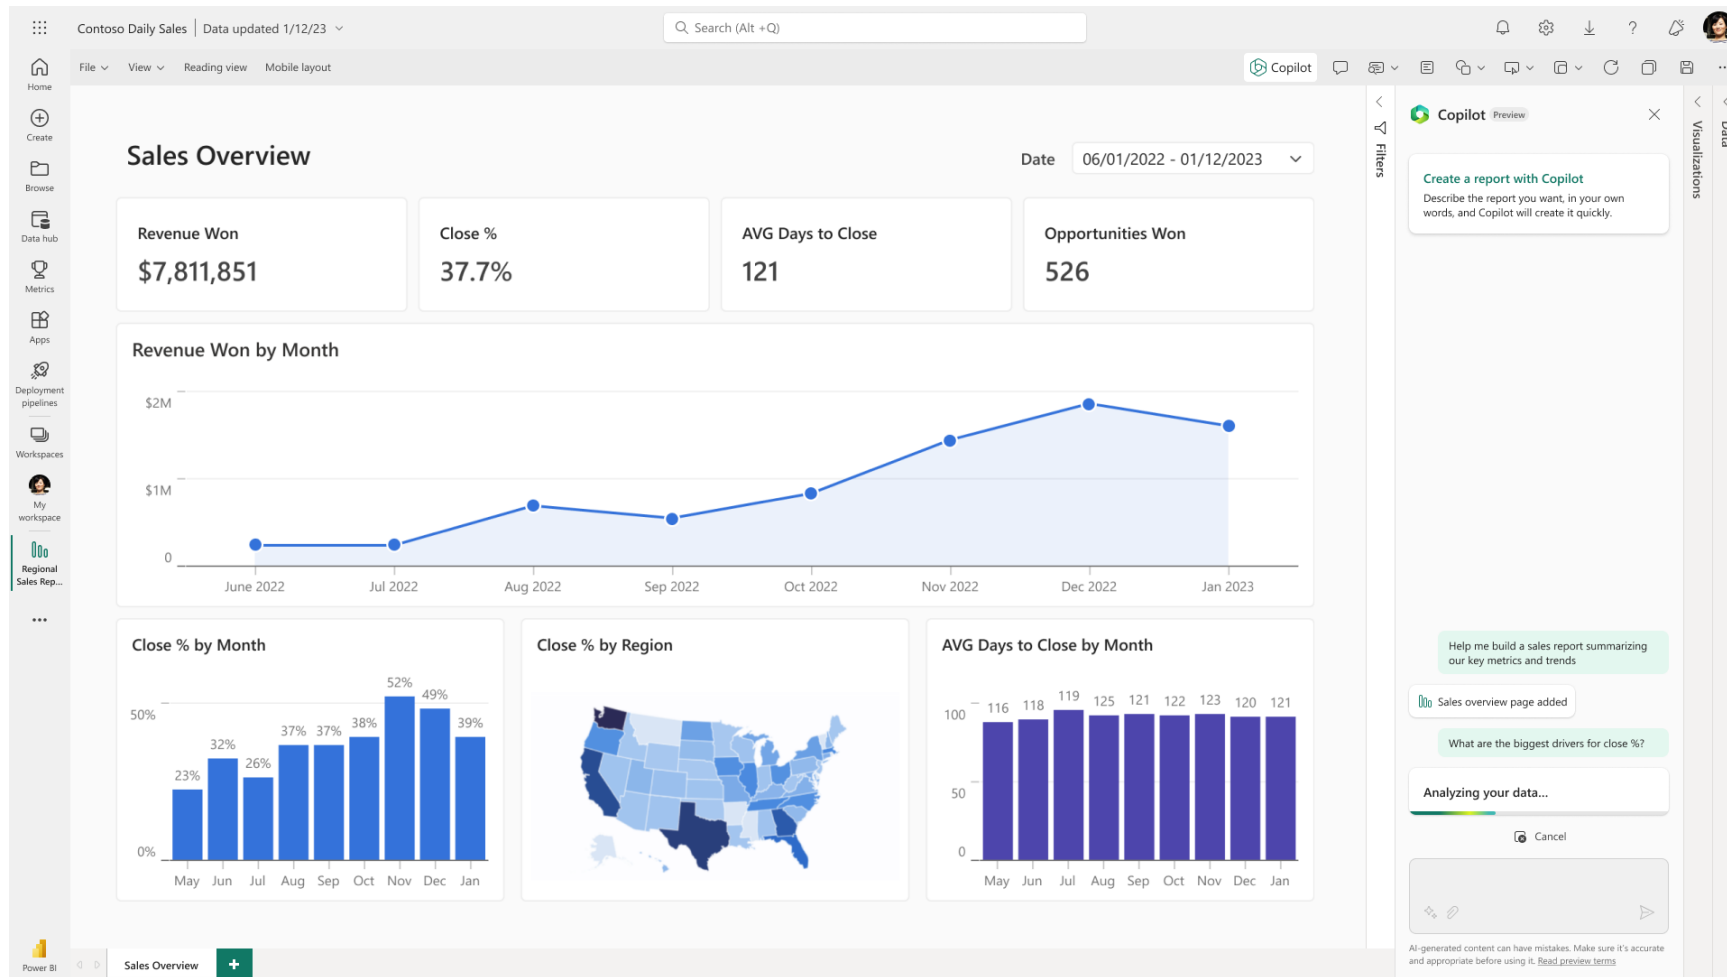 Contoso Daily Sales
Data updated 1/12/23
Search (Alt +Q)
File
View
Reading view
Mobile layout
Copilot
Home
Create
Browse
Data hub
Metrics
Apps
Deployment
pipelines
Workspaces
My
workspace
Regional
Sales Rep...
Power BI
Sales Overview
Date
06/01/2022 - 01/12/2023
Revenue Won
$7,811,851
Close %
37.7%
AVG Days to Close
121
Opportunities Won
526
Revenue Won by Month
$2M
$1M
0
June 2022
Jul 2022
Aug 2022
Sep 2022
Oct 2022
Nov 2022
Dec 2022
Jan 2023
Close % by Month
50%
0%
23%
32%
26%
37%
37%
38%
52%
49%
39%
May
Jun
Jul
Aug
Sep
Oct
Nov
Dec
Jan
Close % by Region
AVG Days to Close by Month
100
50
0
116
118
119
125
121
122
123
120
121
May
Jun
Jul
Aug
Sep
Oct
Nov
Dec
Jan
Sales Overview
Filters
Copilot
Preview
Create a report with Copilot
Describe the report you want, in your own
words, and Copilot will create it quickly.
Help me build a sales report summarizing
our key metrics and trends
Sales overview page added
What are the biggest drivers for close %?
Analyzing your data...
Cancel
AI-generated content can have mistakes. Make sure it's accurate
and appropriate before using it. Read preview terms
Visualizations
Data